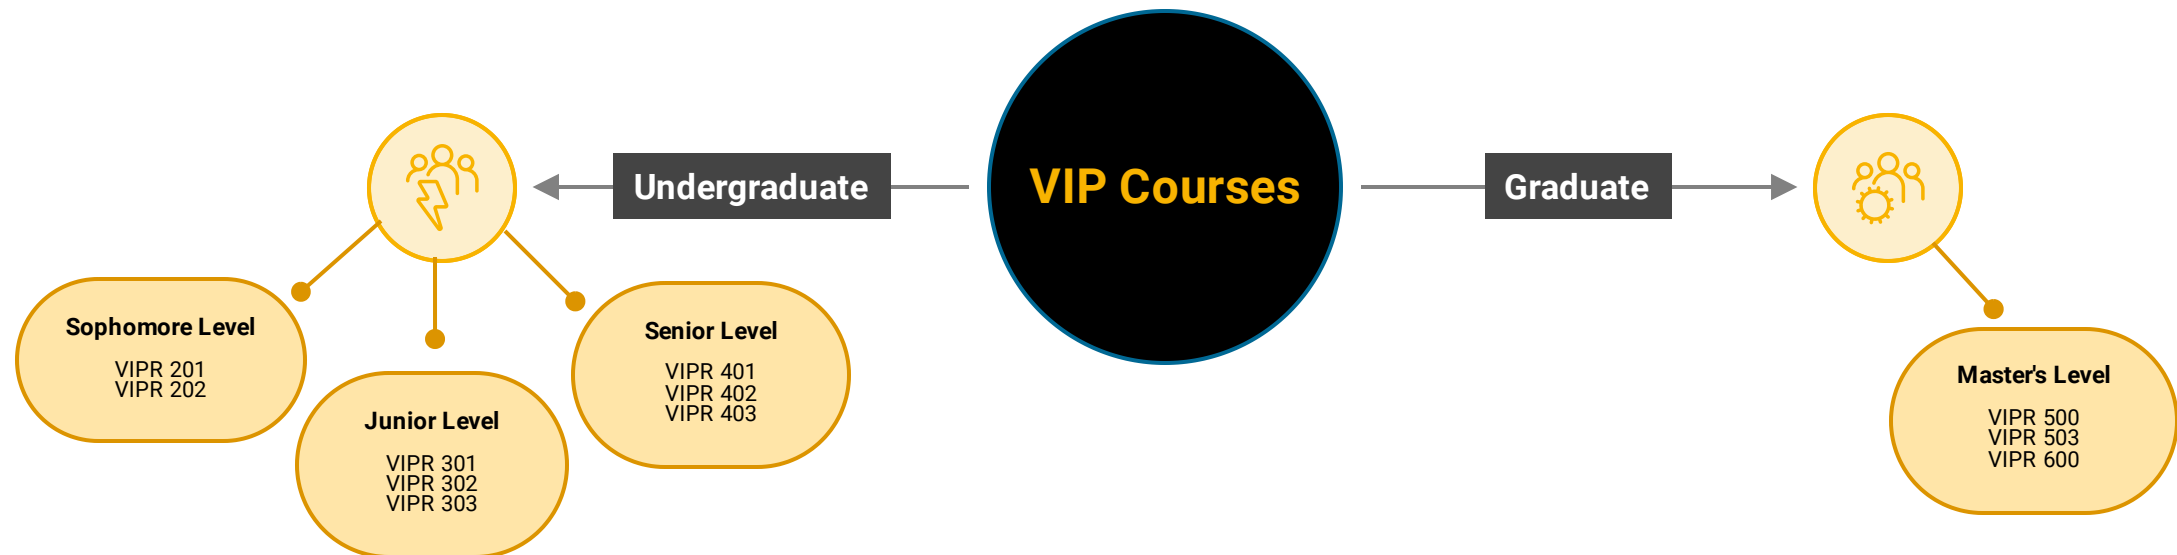 VIP Courses
Undergraduate
Graduate
Sophomore Level
VIPR 201
VIPR 202
Junior Level
VIPR 301
VIPR 302
VIPR 303
Senior Level
VIPR 401
VIPR 402
VIPR 403
Master's Level
VIPR 500
VIPR 503
VIPR 600